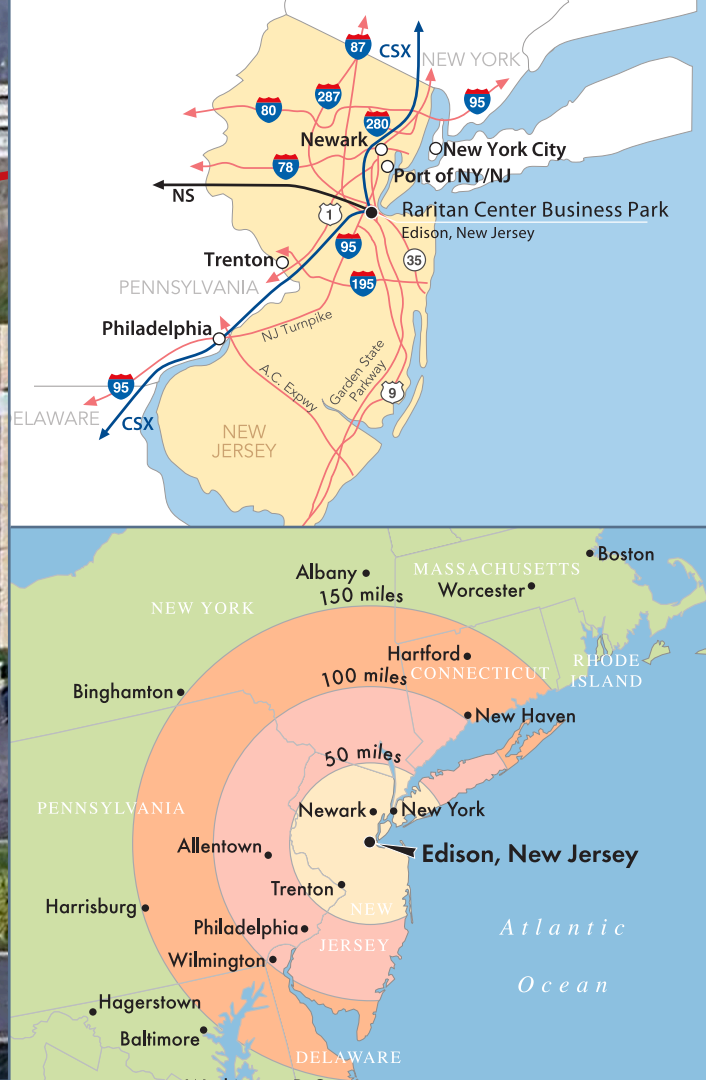 87
CSX
NEW YORK
287
80
95
280
Newark
New York City
78
Port of NY/NJ
NS
1
Raritan Center Business Park
Edison, New Jersey
95
35
Trenton
195
PENNSYLVANIA
NJ Turnpike
Philadelphia
Garden State
Parkway
A.C. Expwy
95
9
ELAWARE
CSX
NEW
JERSEY
Boston
Albany
MASSACHUSETTS
Worcester
150 miles
NEW YORK
Hartford
CONNECTICUT
RHODE
ISLAND
100 miles
Binghamton
New Haven
50 miles
PENNSYLVANIA
Newark
New York
Allentown
Edison, New Jersey
Trenton
Harrisburg
NEW
JERSEY
Philadelphia
Atlantic
Ocean
Wilmington
Hagerstown
Baltimore
DELAWARE